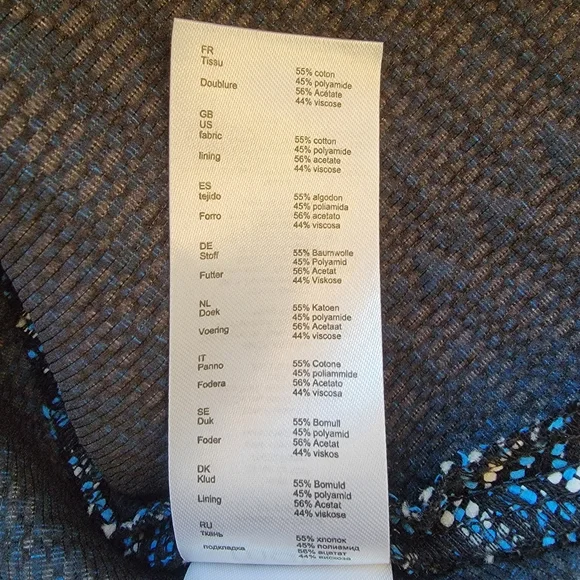 FR
Tissu 55% coton
45% polyamide
Doublure 56% Acétate
44% viscose
GB
US
fabric 55% cotton
45% polyamide
lining 56% acetate
44% viscose
ES
tejido 55% algodon
45% poliamida
Forro 56% acetato
44% viscosa
DE
Stoff 55% Baumwolle
45% Polyamid
Futter 56% Acetat
44% Viskose
NL
Doek 55% Katoen
45% polyamide
Voering 56% Acetaat
44% viscose
IT
Panno 55% Cotone
45% poliammide
Fodera 56% Acetato
44% viscosa
SE
Duk 55% Bomull
45% polyamid
Foder 56% Acetat
44% viskos
DK
Klud 55% Bomuld
45% polyamid
Lining 56% Acetat
44% viskose
RU
ткань 55% хлопок
45% полиамид
подкладка 56% ацетат
44% вискоза